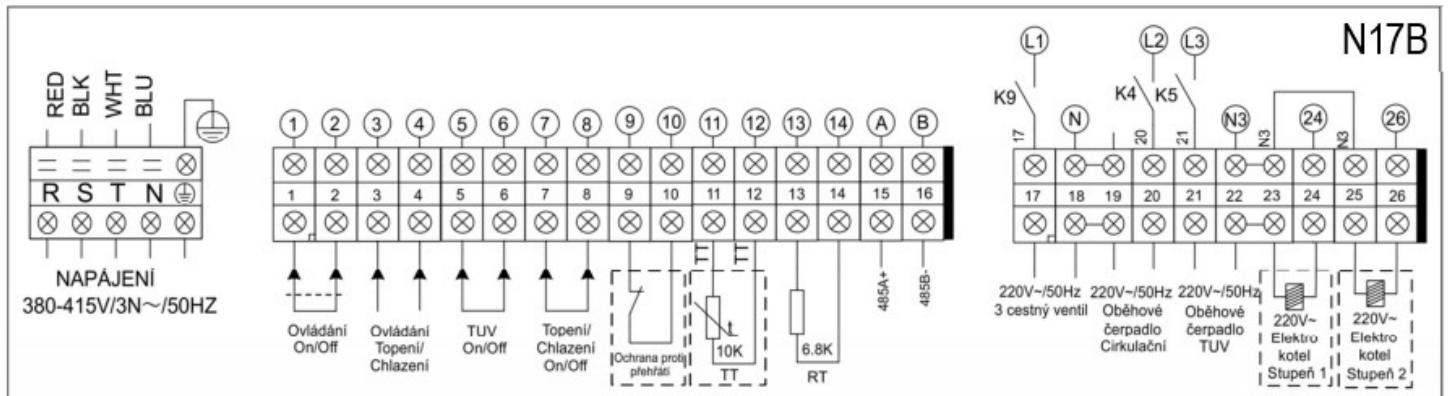 N17B
RED
BLK
WHT
BLU
R S T N
NAPÁJENÍ
380-415V/3N～/50HZ
1 2 3 4 5 6 7 8 9 10 11 12 13 14 A B
1 2 3 4 5 6 7 8 9 10 11 12 13 14 15 16
Ovládání
On/Off
Ovládání
Topení/
Chlazení
TUV
On/Off
Topení/
Chlazení
On/Off
Ochrana proti
přehřátí
TT
TT
t
10K
TT
6.8K
RT
485A+
485B-
L1 L2 L3
K9 K4 K5
N N3 24 26
17 20 21 N3 N3
17 18 19 20 21 22 23 24 25 26
220V~/50Hz
3 cestný ventil
220V~/50Hz
Oběhové
čerpadlo
Cirkulační
220V~/50Hz
Oběhové
čerpadlo
TUV
220V~
Elektro
kotel
Stupeň 1
220V~
Elektro
kotel
Stupeň 2